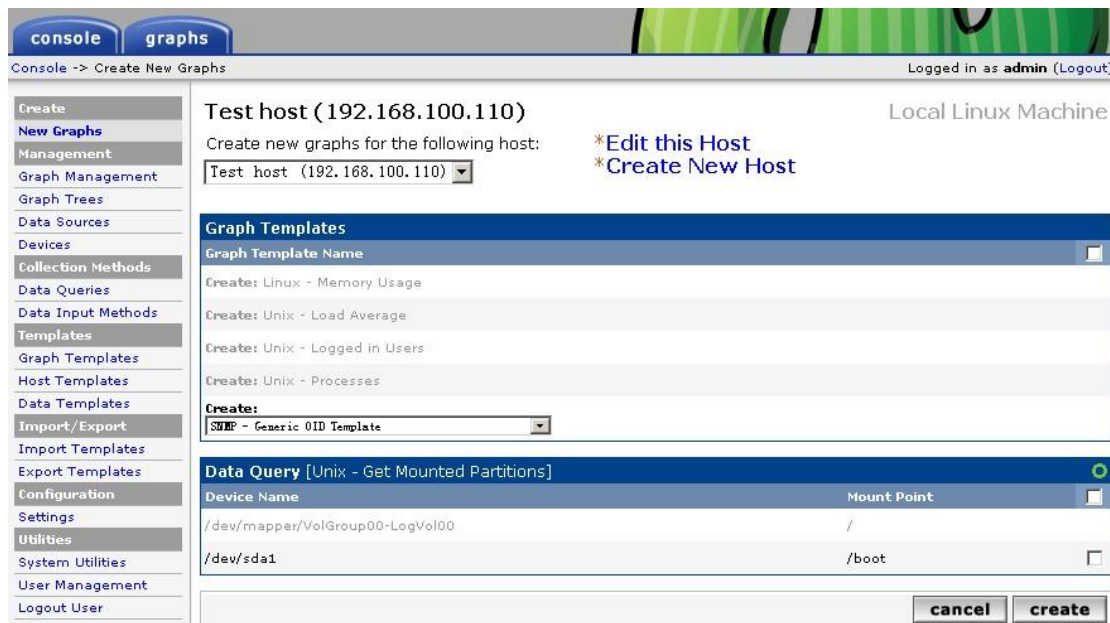 console graphs
Console -> Create New Graphs
Logged in as admin (Logout)
Create
New Graphs
Management
Graph Management
Graph Trees
Data Sources
Devices
Collection Methods
Data Queries
Data Input Methods
Templates
Graph Templates
Host Templates
Data Templates
Import/Export
Import Templates
Export Templates
Configuration
Settings
Utilities
System Utilities
User Management
Logout User
Test host (192.168.100.110)
Local Linux Machine
Create new graphs for the following host:
Test host (192.168.100.110)
*Edit this Host
*Create New Host
Graph Templates
Graph Template Name
Create: Linux - Memory Usage
Create: Unix - Load Average
Create: Unix - Logged in Users
Create: Unix - Processes
Create:
SNMP - Generic OID Template
Data Query [Unix - Get Mounted Partitions]
Device Name Mount Point
/dev/mapper/VolGroup00-LogVol00 /
/dev/sda1 /boot
cancel create